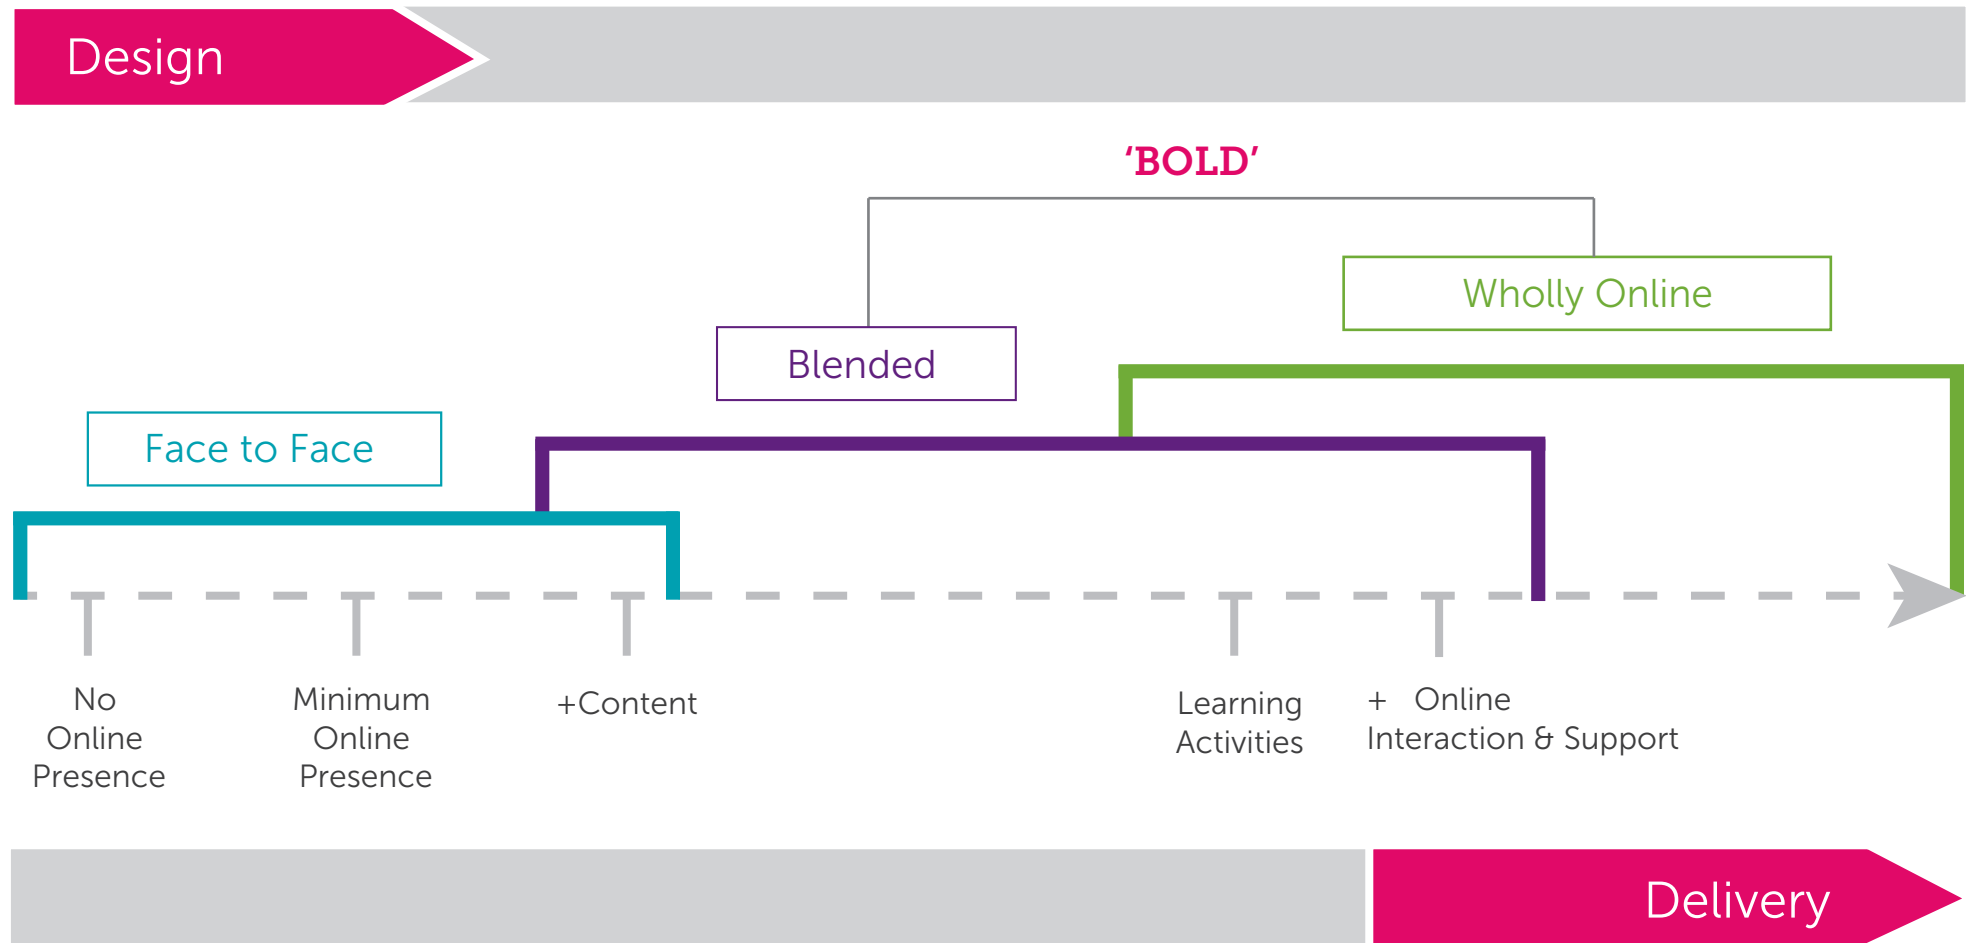 Design
‘BOLD’
Wholly Online
Blended
Face to Face
No
Online
Presence
Minimum
Online
Presence
+Content
Learning
Activities
+ Online
Interaction & Support
Delivery